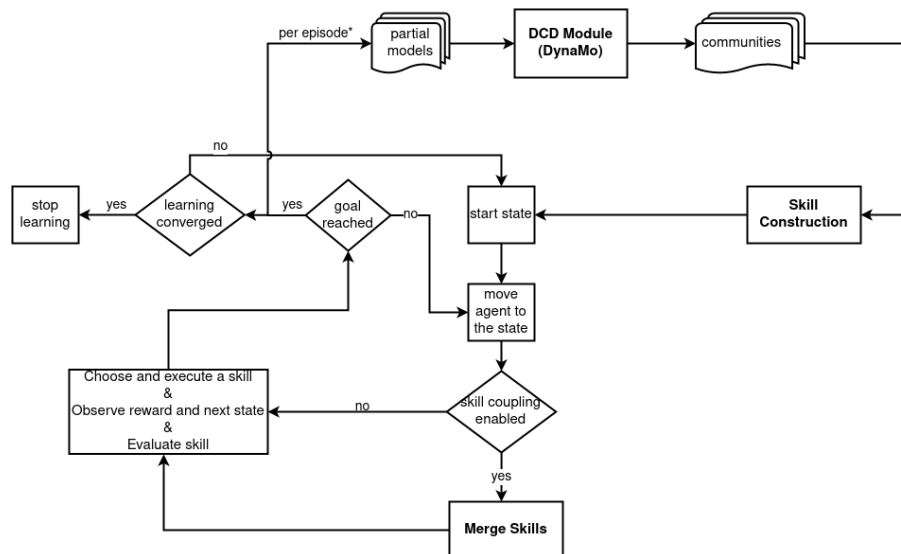 per episode*
partial
models
DCD Module
(DynaMo)
communities
no
stop
learning
yes
learning
converged
yes
goal
reached
no
start state
Skill
Construction
move
agent to
the state
Choose and execute a skill
&
Observe reward and next state
&
Evaluate skill
no
skill coupling
enabled
yes
Merge Skills